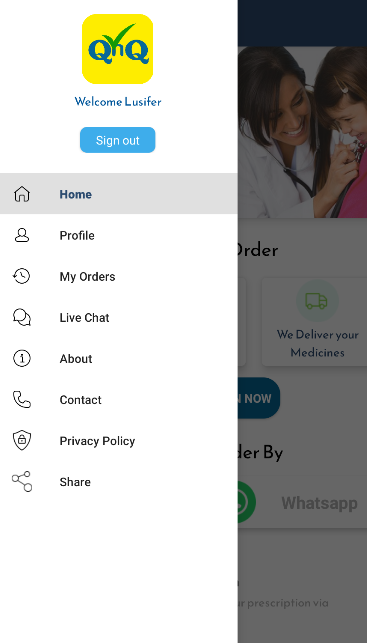 QnQ
Welcome Lusifer
Sign out
Home
Profile
My Orders
Live Chat
About
Contact
Privacy Policy
Share
Order
We Deliver your
Medicines
N NOW
der By
Whatsapp
ur prescription via